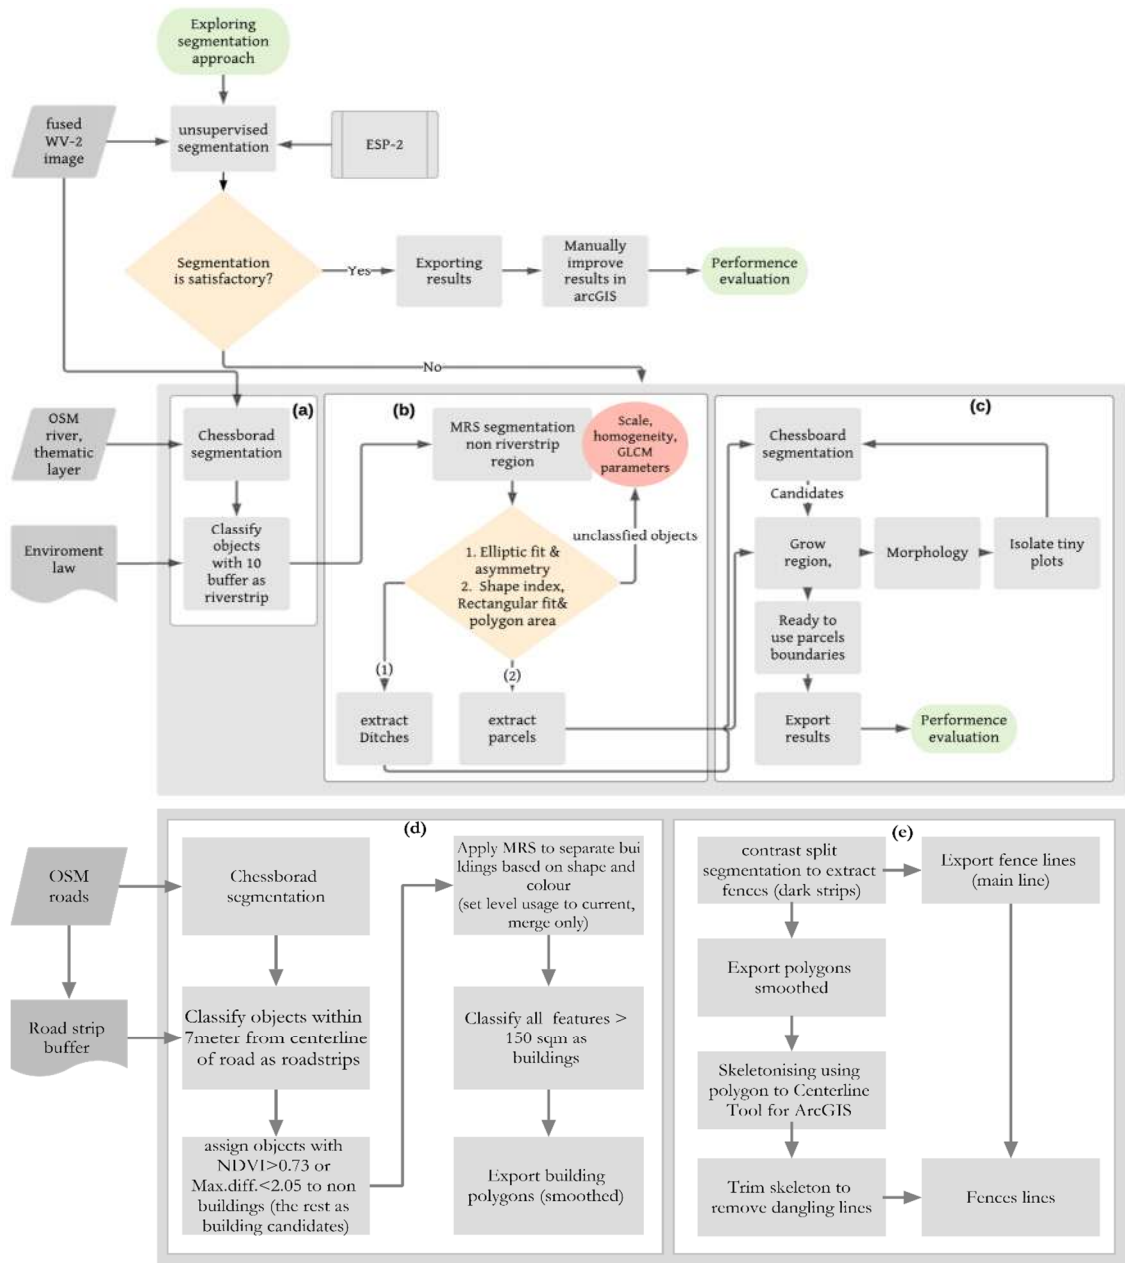 Exploring
segmentation
approach
fused
WV-2
image
unsupervised
segmentation
ESP-2
Segmentation
is satisfactory?
Yes
Exporting
results
Manually
improve
results in
arcGIS
Performence
evaluation
No
OSM
river,
thematic
layer
Enviroment
law
(a)
Chessborad
segmentation
Classify
objects
with 10
buffer as
riverstrip
(b)
MRS segmentation
non riverstrip
region
Scale,
homogeneity,
GLCM
parameters
unclassfied objects
1. Elliptic fit &
asymmetry
2. Shape index,
Rectangular fit&
polygon area
(1)
(2)
extract
Ditches
extract
parcels
(c)
Chessboard
segmentation
Candidates
Grow
region,
Morphology
Isolate tiny
plots
Ready to
use parcels
boundaries
Export
results
Performence
evaluation
OSM
roads
Road strip
buffer
(d)
Chessborad
segmentation
Classify objects within
7meter from centerline
of road as roadstrips
assign objects with
NDVI>0.73 or
Max.diff.<2.05 to non
buildings (the rest as
building candidates)
Apply MRS to separate bui
ldings based on shape and
colour
(set level usage to current,
merge only)
Classify all features >
150 sqm as
buildings
Export building
polygons (smoothed)
(e)
contrast split
segmentation to extract
fences (dark strips)
Export fence lines
(main line)
Export polygons
smoothed
Skeletonising using
polygon to Centerline
Tool for ArcGIS
Trim skeleton to
remove dangling lines
Fences lines